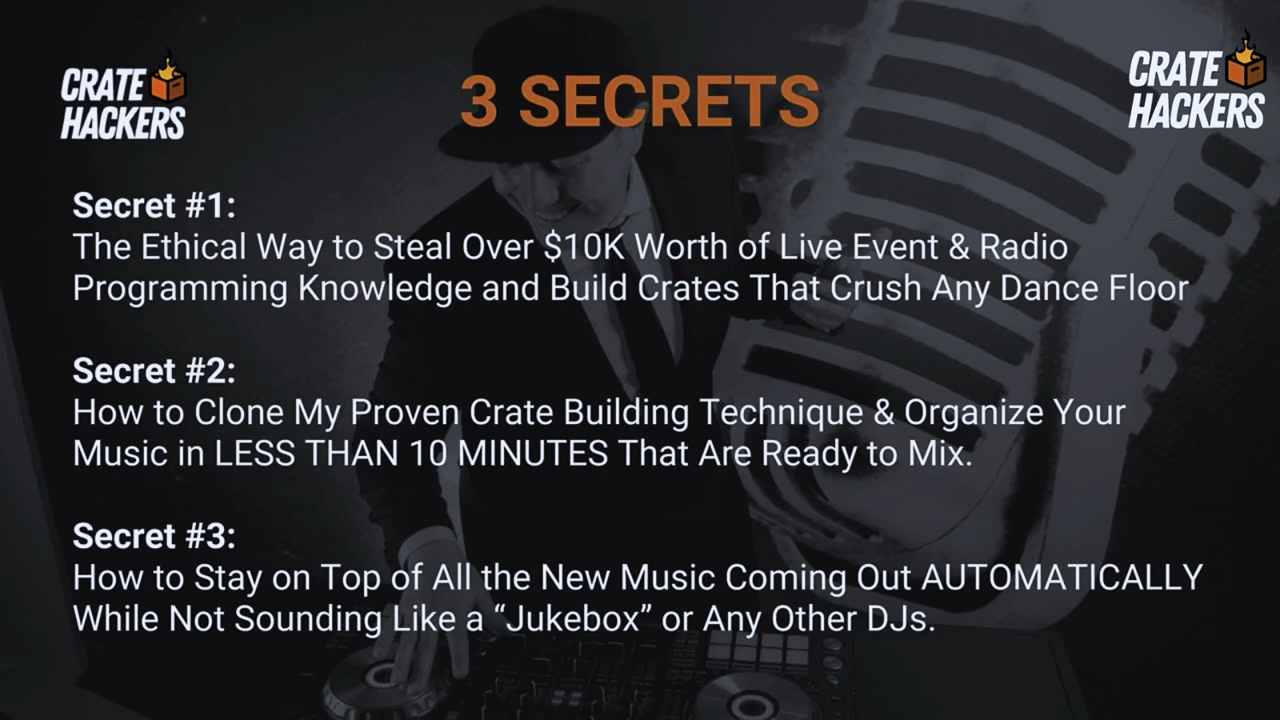 CRATE
HACKERS
3 SECRETS
CRATE
HACKERS
Secret #1:
The Ethical Way to Steal Over $10K Worth of Live Event & Radio
Programming Knowledge and Build Crates That Crush Any Dance Floor
Secret #2:
How to Clone My Proven Crate Building Technique & Organize Your
Music in LESS THAN 10 MINUTES That Are Ready to Mix.
Secret #3:
How to Stay on Top of All the New Music Coming Out AUTOMATICALLY
While Not Sounding Like a “Jukebox” or Any Other DJs.